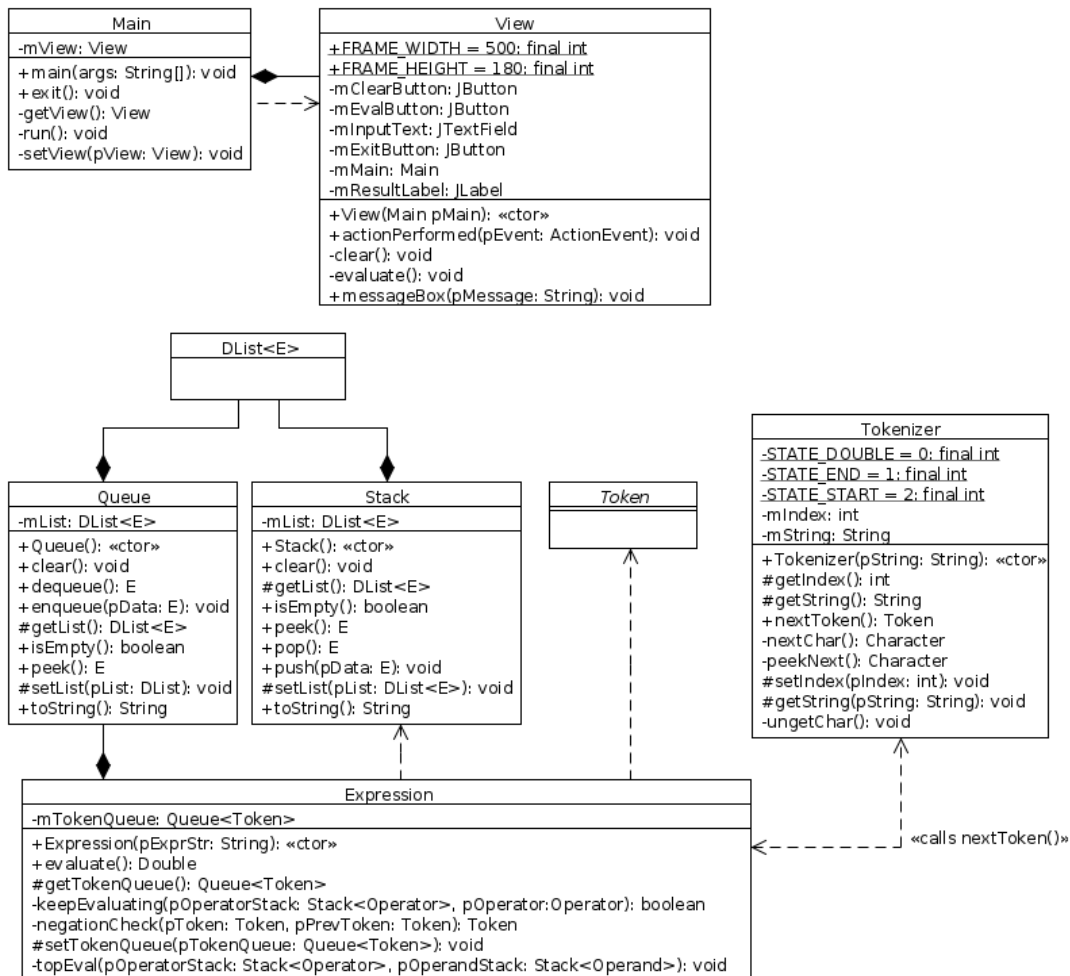 Main
-mView: View
+main(args: String[]): void
+exit(): void
-getView(): View
-run(): void
-setView(pView: View): void
View
+FRAME_WIDTH = 500: final int
+FRAME_HEIGHT = 180: final int
-mClearButton: JButton
-mEvalButton: JButton
-mInputText: JTextField
-mExitButton: JButton
-mMain: Main
-mResultLabel: JLabel
+View(Main pMain): «ctor»
+actionPerformed(pEvent: ActionEvent): void
-clear(): void
-evaluate(): void
+messageBox(pMessage: String): void
DList<E>
Queue
-mList: DList<E>
+Queue(): «ctor»
+clear(): void
+dequeue(): E
+enqueue(pData: E): void
#getList(): DList<E>
+isEmpty(): boolean
+peek(): E
#setList(pList: DList): void
+toString(): String
Stack
-mList: DList<E>
+Stack(): «ctor»
+clear(): void
#getList(): DList<E>
+isEmpty(): boolean
+peek(): E
+pop(): E
+push(pData: E): void
#setList(pList: DList<E>): void
+toString(): String
Token
Tokenizer
-STATE_DOUBLE = 0: final int
-STATE_END = 1: final int
-STATE_START = 2: final int
-mIndex: int
-mString: String
+Tokenizer(pString: String): «ctor»
#getIndex(): int
#getString(): String
+nextToken(): Token
-nextChar(): Character
-peekNext(): Character
#setIndex(pIndex: int): void
#getString(pString: String): void
-ungetChar(): void
Expression
-mTokenQueue: Queue<Token>
+Expression(pExprStr: String): «ctor»
+evaluate(): Double
#getTokenQueue(): Queue<Token>
-keepEvaluating(pOperatorStack: Stack<Operator>, pOperator:Operator): boolean
-negationCheck(pToken: Token, pPrevToken: Token): Token
#setTokenQueue(pTokenQueue: Queue<Token>): void
-topEval(pOperatorStack: Stack<Operator>, pOperandStack: Stack<Operand>): void
«calls nextToken()»